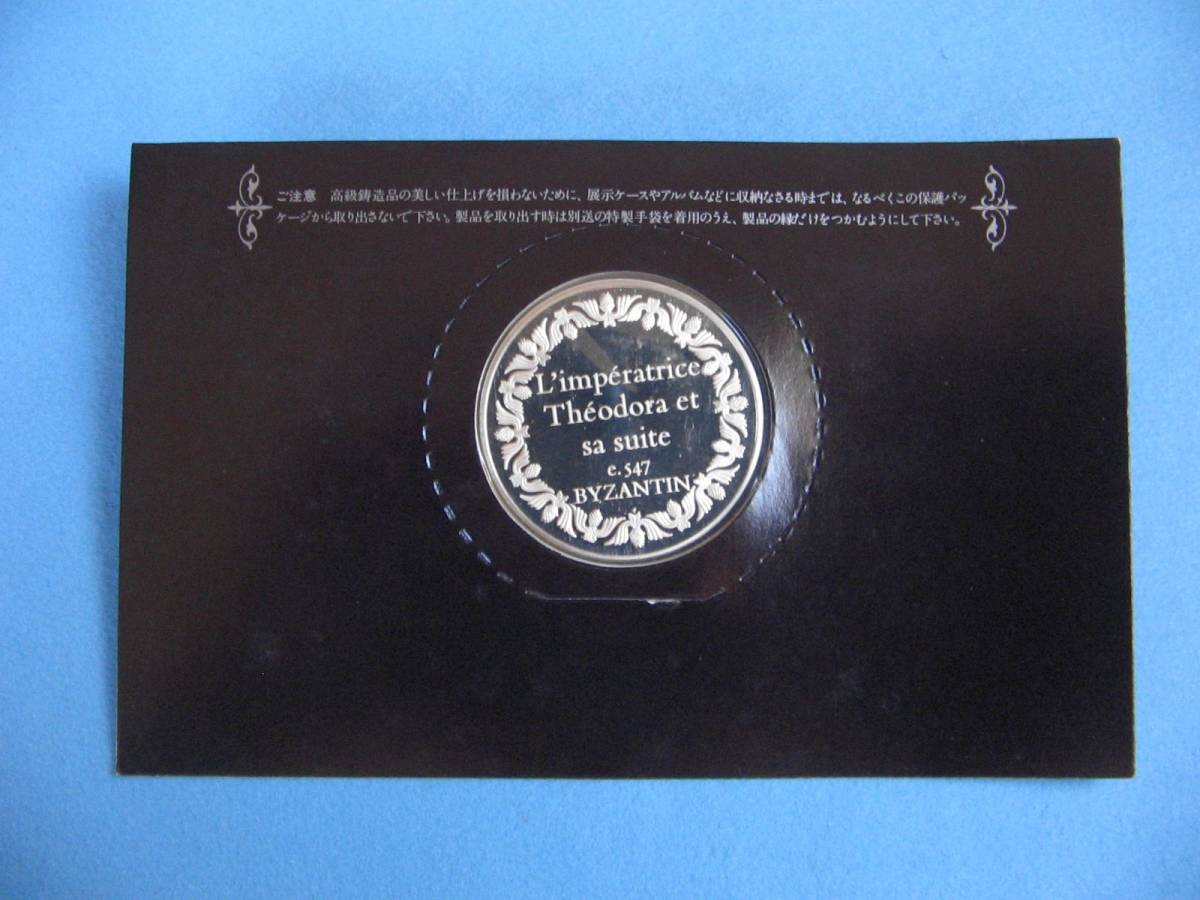 ご注意 高級鋳造品の美しい仕上げを損わないために、展示ケースやアルバムなどに収納なさる時までは、なるべくこの保護パッ
ケージから取り出さないで下さい。製品を取り出す時は別送の特製手袋を着用のうえ、製品の縁だけをつかむようにして下さい。
L'impératrice
Théodora et
sa suite
c.547
BYZANTIN